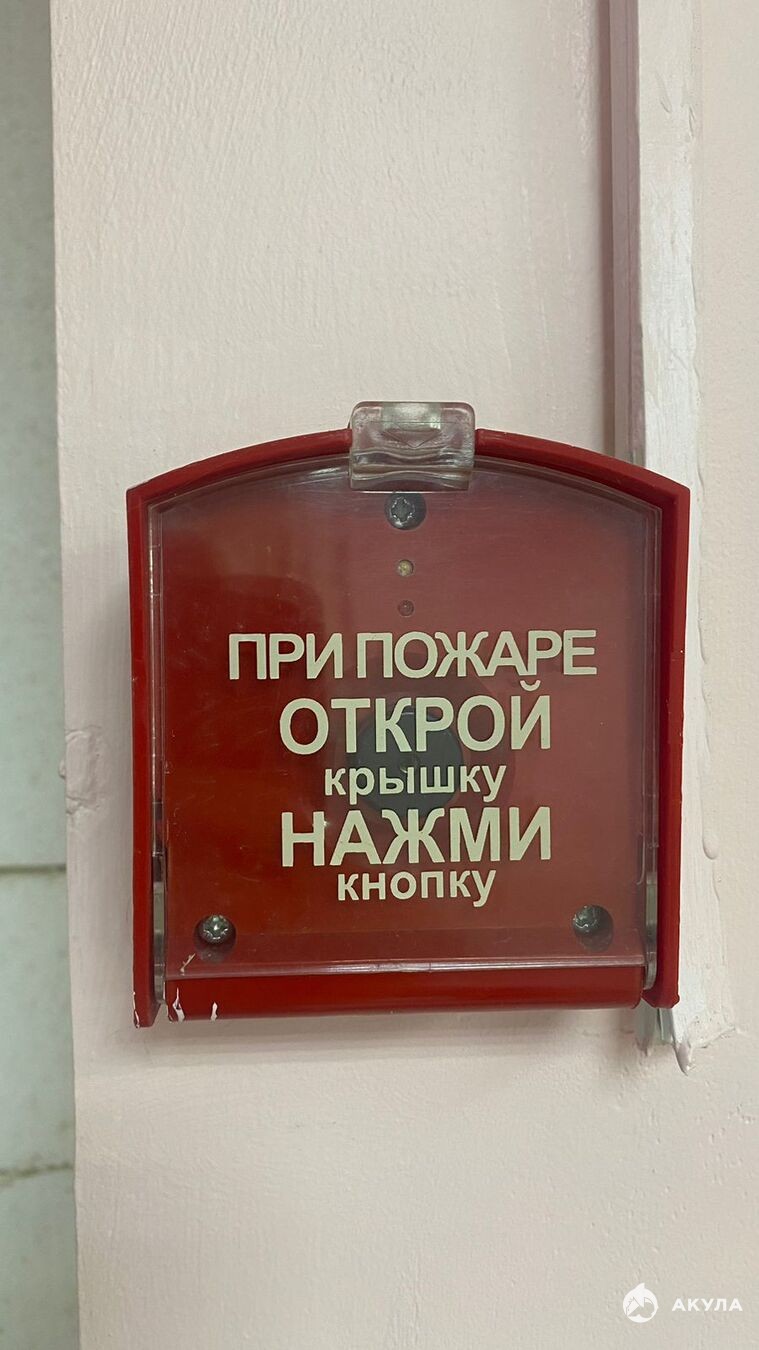 ПРИ ПОЖАРЕ
ОТКРОЙ
крышку
НАЖМИ
кнопку
АКУЛА